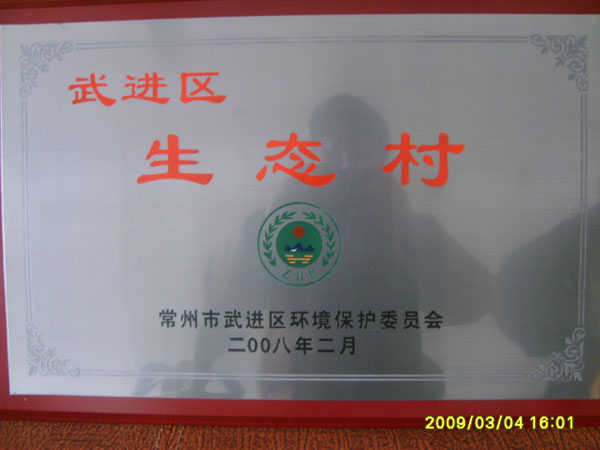 武进区
生态村
ZHB
常州市武进区环境保护委员会
二00八年二月
2009/03/04 16:01